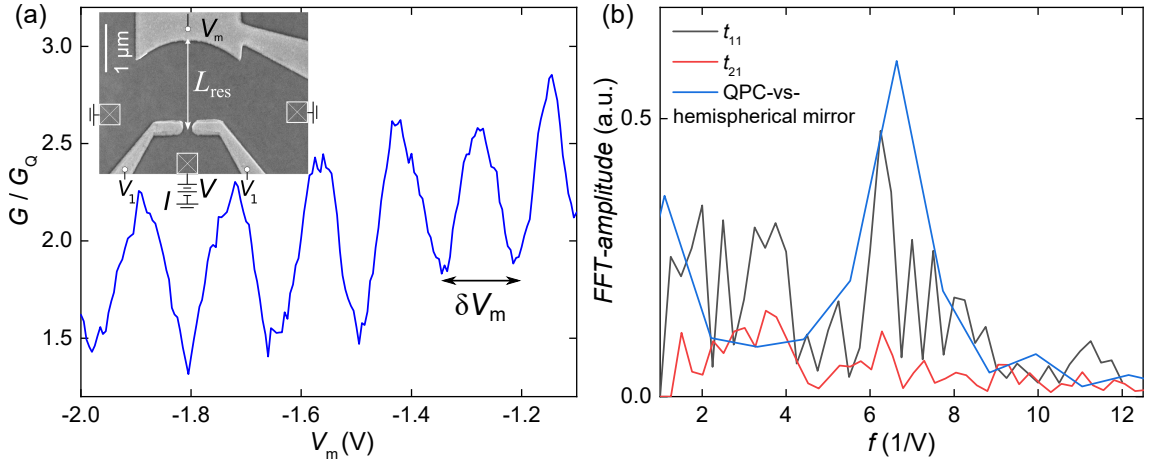 (a)
3.0
2.5
2.0
1.5
G / G_Q
-2.0
-1.8
-1.6
-1.4
-1.2
V_m (V)
1 μm
V_m
L_res
V_1
I
V
V_1
δV_m
(b)
0.5
0.0
FFT-amplitude (a.u.)
t_11
t_21
QPC-vs-
hemispherical mirror
2
4
6
8
10
12
f (1/V)